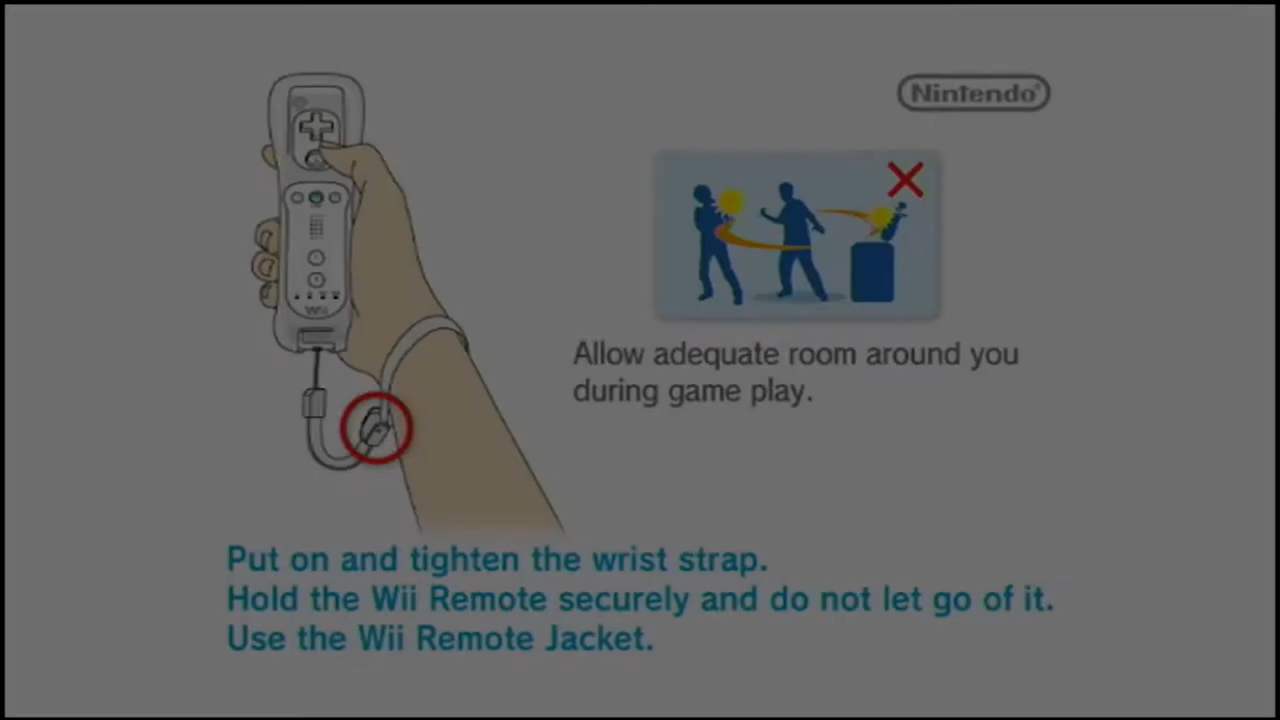 Nintendo
Wii
Allow adequate room around you
during game play.
Put on and tighten the wrist strap.
Hold the Wii Remote securely and do not let go of it.
Use the Wii Remote Jacket.